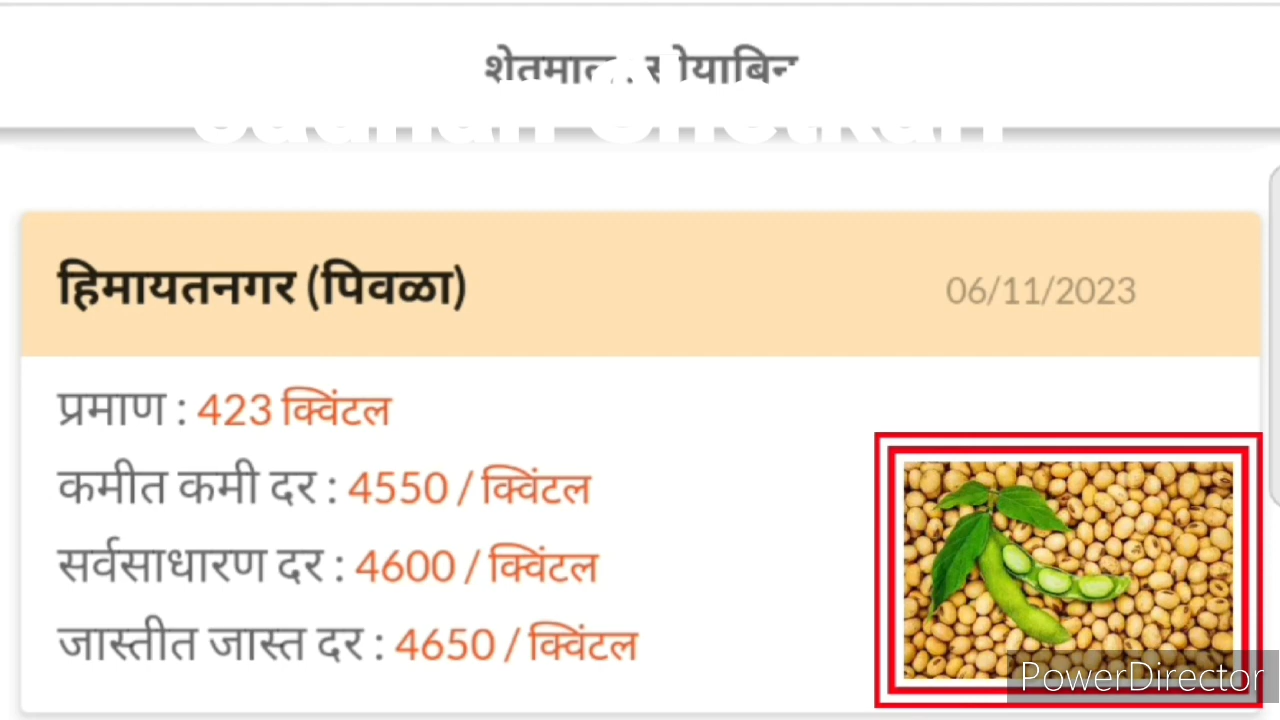 शेतमाल : सोयाबिन
हिमायतनगर (पिवळा)
06/11/2023
प्रमाण : 423 क्विंटल
कमीत कमी दर : 4550 / क्विंटल
सर्वसाधारण दर : 4600 / क्विंटल
जास्तीत जास्त दर : 4650 / क्विंटल
PowerDirector